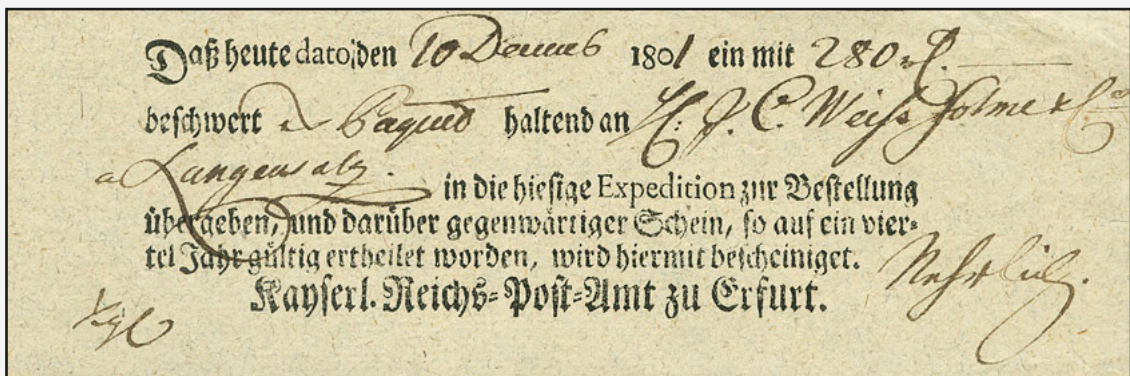 Daß heute dato den 10 1801 ein mit 280 rl.
beschwert Paquet haltend an H: J. C. Weiss & Co
a Langensalz.
in die hiesige Expedition zur Bestellung
übergeben, und darüber gegenwärtiger Schein, so auf ein vier-
tel Jahr gültig ertheilet worden, wird hiermit bescheiniget.
Kayserl. Reichs-Post-Amt zu Erfurt.